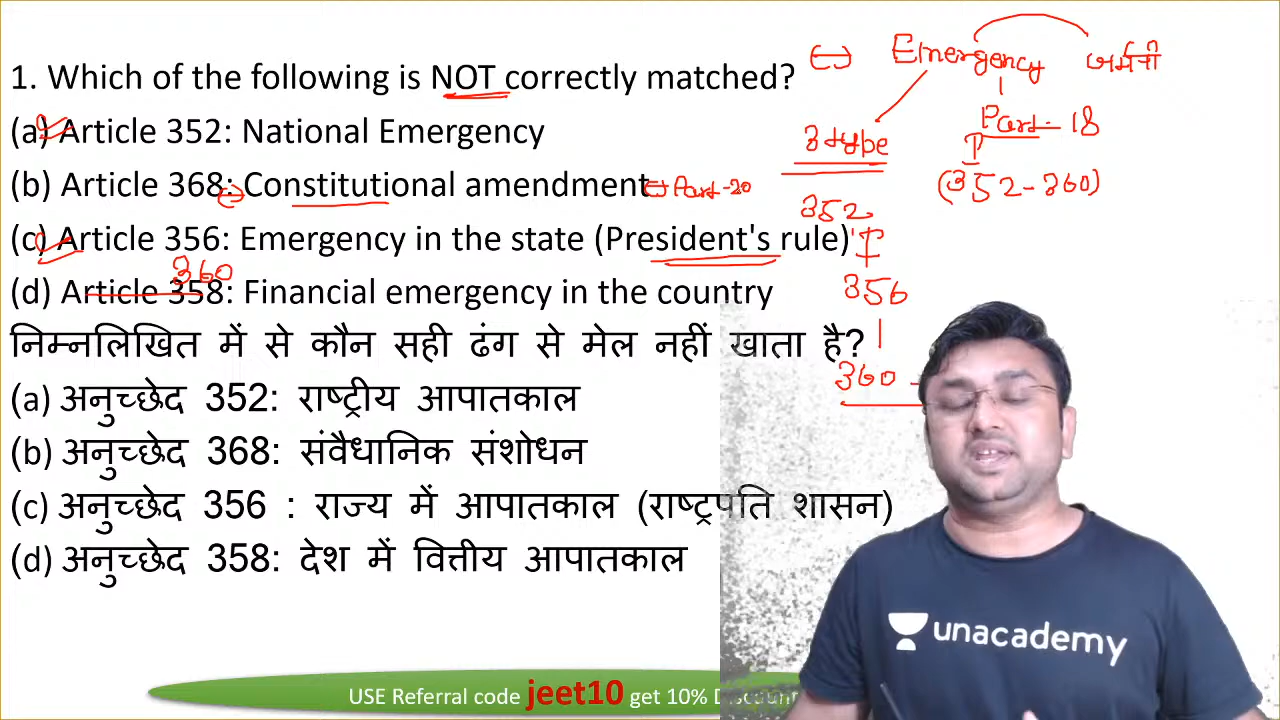 1. Which of the following is NOT correctly matched?
(a) Article 352: National Emergency
(b) Article 368: Constitutional amendment
Part-20
(c) Article 356: Emergency in the state (President's rule)
360
(d) Article 358: Financial emergency in the country
निम्नलिखित में से कौन सही ढंग से मेल नहीं खाता है?
(a) अनुच्छेद 352: राष्ट्रीय आपातकाल
(b) अनुच्छेद 368: संवैधानिक संशोधन
(c) अनुच्छेद 356 : राज्य में आपातकाल (राष्ट्रपति शासन)
(d) अनुच्छेद 358: देश में वित्तीय आपातकाल
Emergency जर्मनी
Part-18
3 type
(352-360)
352
356
360
unacademy
USE Referral code jeet10 get 10% Discount